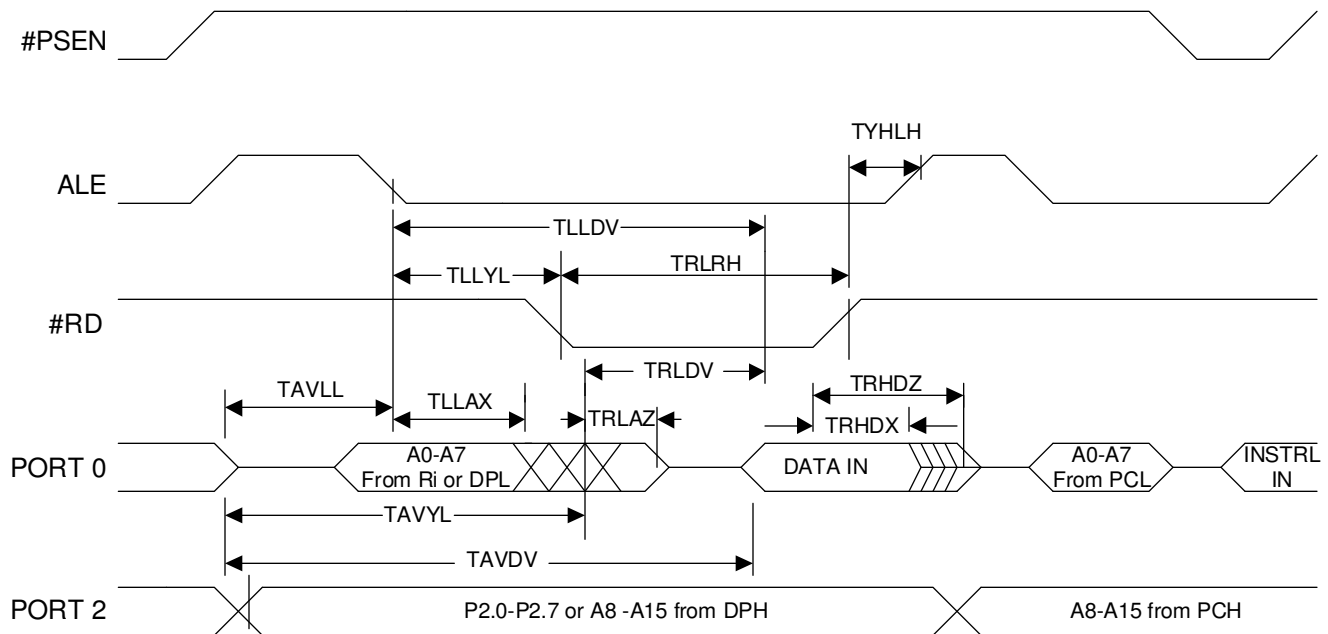 #PSEN
TYHLH
ALE
TLLDV
TLLYL
TRLRH
#RD
TRLDV
TAVLL
TLLAX
TRLAZ
TRHDZ
TRHDX
PORT 0
A0-A7
From Ri or DPL
DATA IN
A0-A7
From PCL
INSTRL
IN
TAVYL
TAVDV
PORT 2
P2.0-P2.7 or A8 -A15 from DPH
A8-A15 from PCH